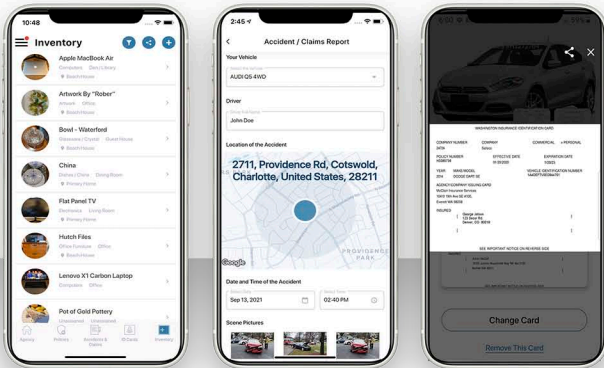 10:48
Inventory
Apple MacBook Air
Computers Den / Library
Beach House
Artwork By "Rober"
Artwork Office
Beach House
Bowl - Waterford
Guest House
Beach House
China
Dishes / China Dining Room
Primary Home
Flat Panel TV
Electronics Living Room
Primary Home
Hutch Files
Office Furniture Office
Beach House
Lenovo X1 Carbon Laptop
Computers Office
Pot of Gold Pottery
Agency
Policies
Accidents & Claims
ID Cards
Inventory
2:45
Accident / Claims Report
Your Vehicle
AUDI Q5 4WD
Driver
John Doe
Location of the Accident
2711, Providence Rd, Cotswold,
Charlotte, United States, 28211
PROVIDENCE
PARK
Google
Date and Time of the Accident
Sep 13, 2021
02:40 PM
Scene Pictures
WASHINGTON INSURANCE IDENTIFICATION CARD
COMPANY NUMBER COMPANY COMMERCIAL PERSONAL
POLICY NUMBER EFFECTIVE DATE EXPIRATION DATE
YEAR MAKE/MODEL VEHICLE IDENTIFICATION NUMBER
DODGE DART SE
AGENCY/COMPANY ISSUING CARD
INSURED
SEE IMPORTANT NOTICE ON REVERSE SIDE
Change Card
Remove This Card